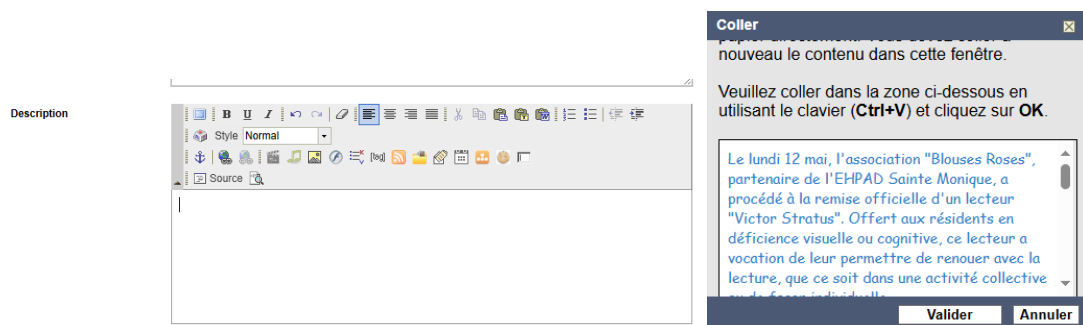 Coller
nouveau le contenu dans cette fenêtre.
Veuillez coller dans la zone ci-dessous en
utilisant le clavier (Ctrl+V) et cliquez sur OK.
Le lundi 12 mai, l'association "Blouses Roses",
partenaire de l'EHPAD Sainte Monique, a
procédé à la remise officielle d'un lecteur
"Victor Stratus". Offert aux résidents en
déficience visuelle ou cognitive, ce lecteur a
vocation de leur permettre de renouer avec la
lecture, que ce soit dans une activité collective
Valider Annuler
Description
B U I
Style Normal
Source